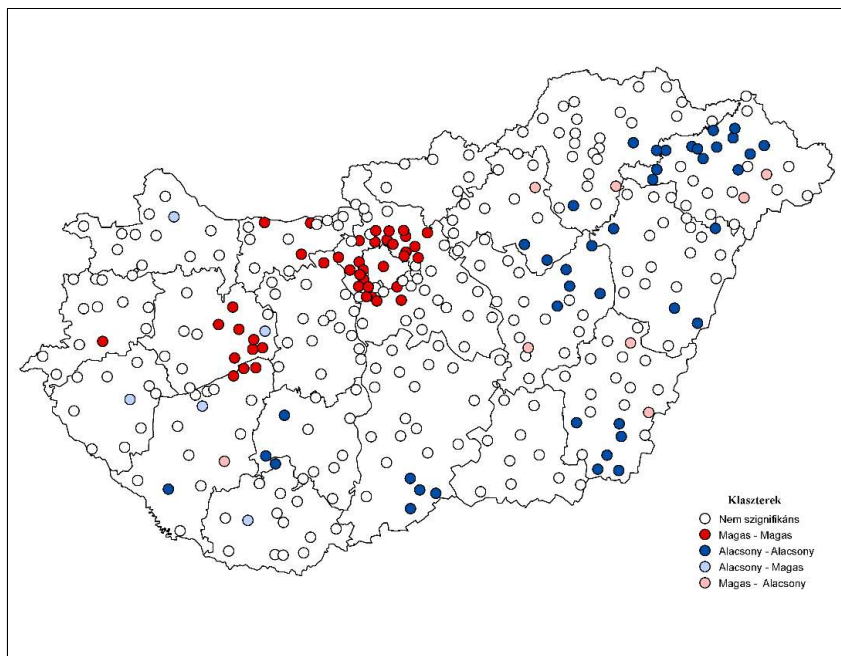 Klaszterek
Nem szignifikáns
Magas - Magas
Alacsony - Alacsony
Alacsony - Magas
Magas - Alacsony